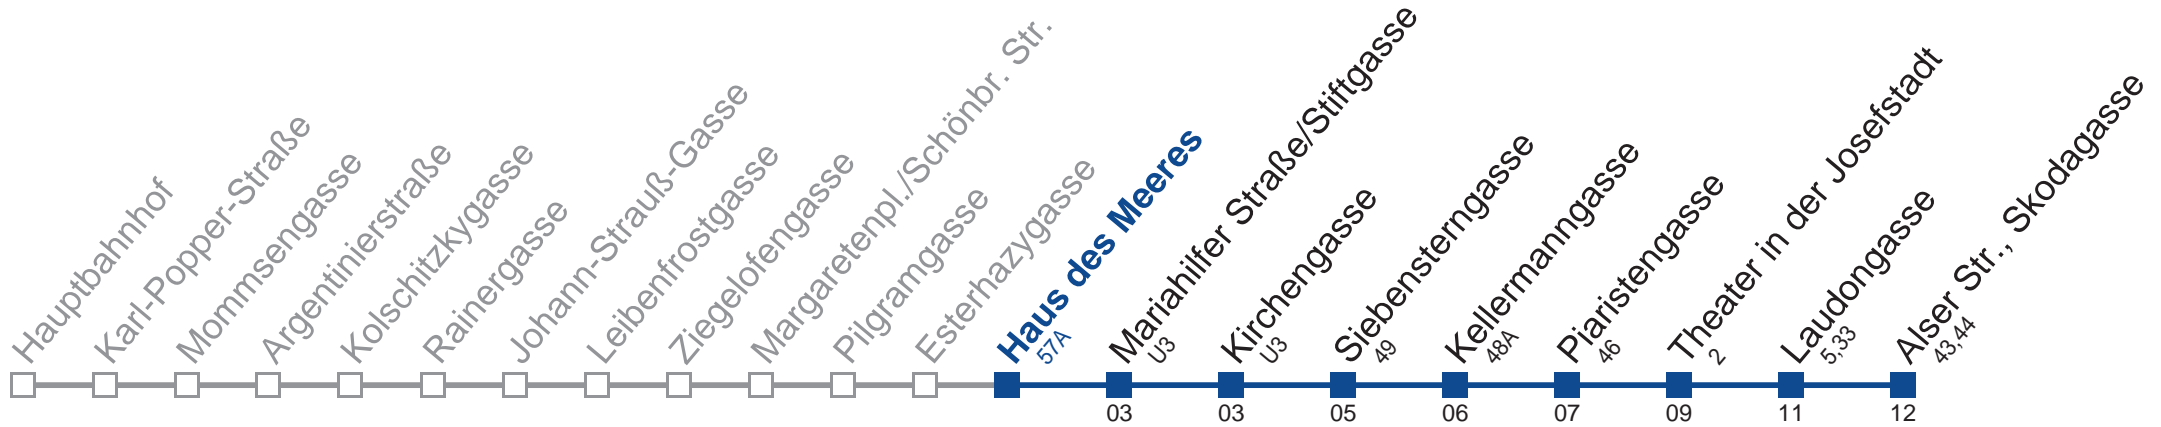 Hauptbahnhof
Karl-Popper-Straße
Mommsengasse
Argentinierstraße
Kolschitzkygasse
Rainergasse
Johann-Strauß-Gasse
Leibenfrostgasse
Ziegelofengasse
Margaretenpl./Schönbr. Str.
Pilgramgasse
Esterhazygasse
Haus des Meeres
57A
Mariahilfer Straße/Stiftgasse
U3
Kirchengasse
U3
Siebensterngasse
49
Kellermanngasse
48A
Piaristengasse
46
Theater in der Josefstadt
2
Laudongasse
5,33
Alser Str., Skodagasse
43,44
03 03 05 06 07 09 11 12